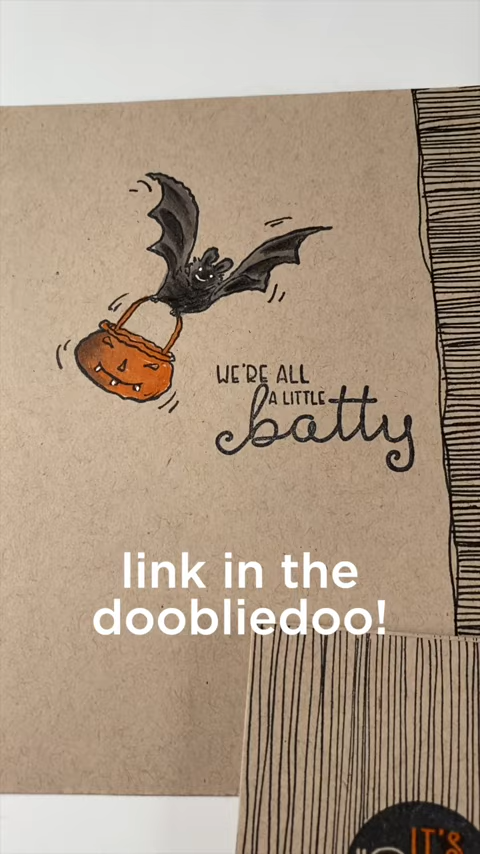 WE'RE ALL
A LITTLE
batty
link in the
doobliedoo!
IT'S